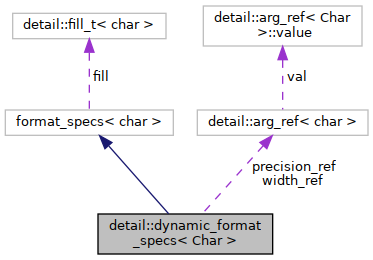 detail::fill_t< char >
detail::arg_ref< Char
>::value
fill
val
format_specs< char >
detail::arg_ref< char >
precision_ref
width_ref
detail::dynamic_format
_specs< Char >